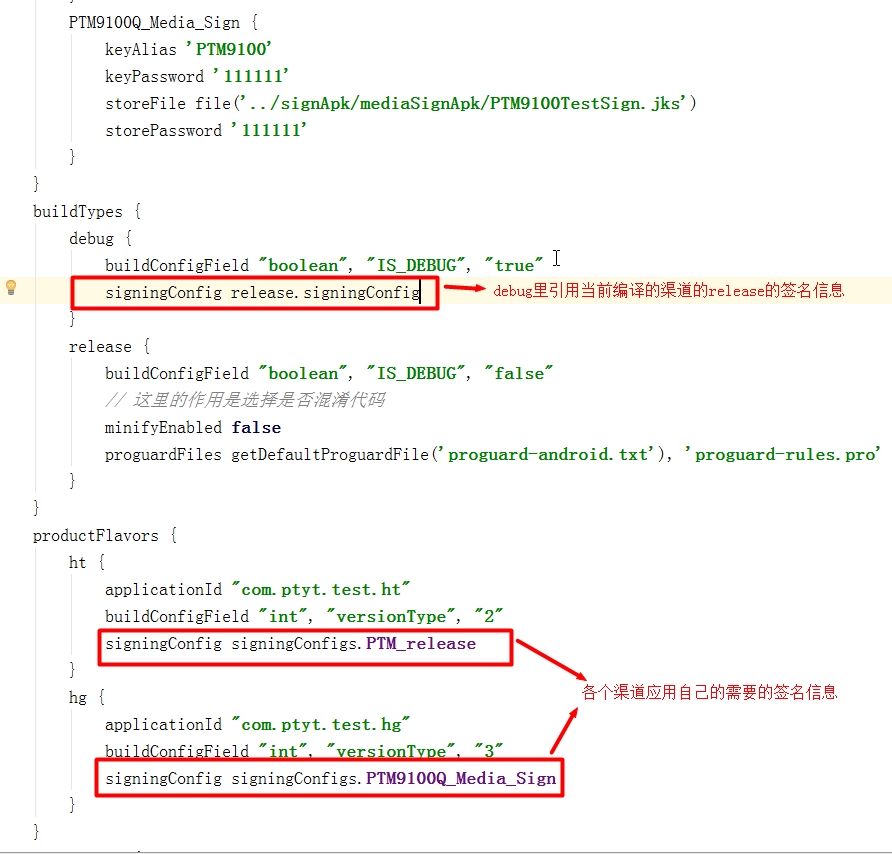 PTM9100Q_Media_Sign {
keyAlias 'PTM9100'
keyPassword '111111'
storeFile file('../signApk/mediaSignApk/PTM9100TestSign.jks')
storePassword '111111'
}
}
buildTypes {
debug {
buildConfigField "boolean", "IS_DEBUG", "true"
signingConfig release.signingConfig debug里引用当前编译的渠道的release的签名信息
}
release {
buildConfigField "boolean", "IS_DEBUG", "false"
// 这里的作用是选择是否混淆代码
minifyEnabled false
proguardFiles getDefaultProguardFile('proguard-android.txt'), 'proguard-rules.pro'
}
}
productFlavors {
ht {
applicationId "com.ptyt.test.ht"
buildConfigField "int", "versionType", "2"
signingConfig signingConfigs.PTM_release
}
各个渠道应用自己的需要的签名信息
hg {
applicationId "com.ptyt.test.hg"
buildConfigField "int", "versionType", "3"
signingConfig signingConfigs.PTM9100Q_Media_Sign
}
}